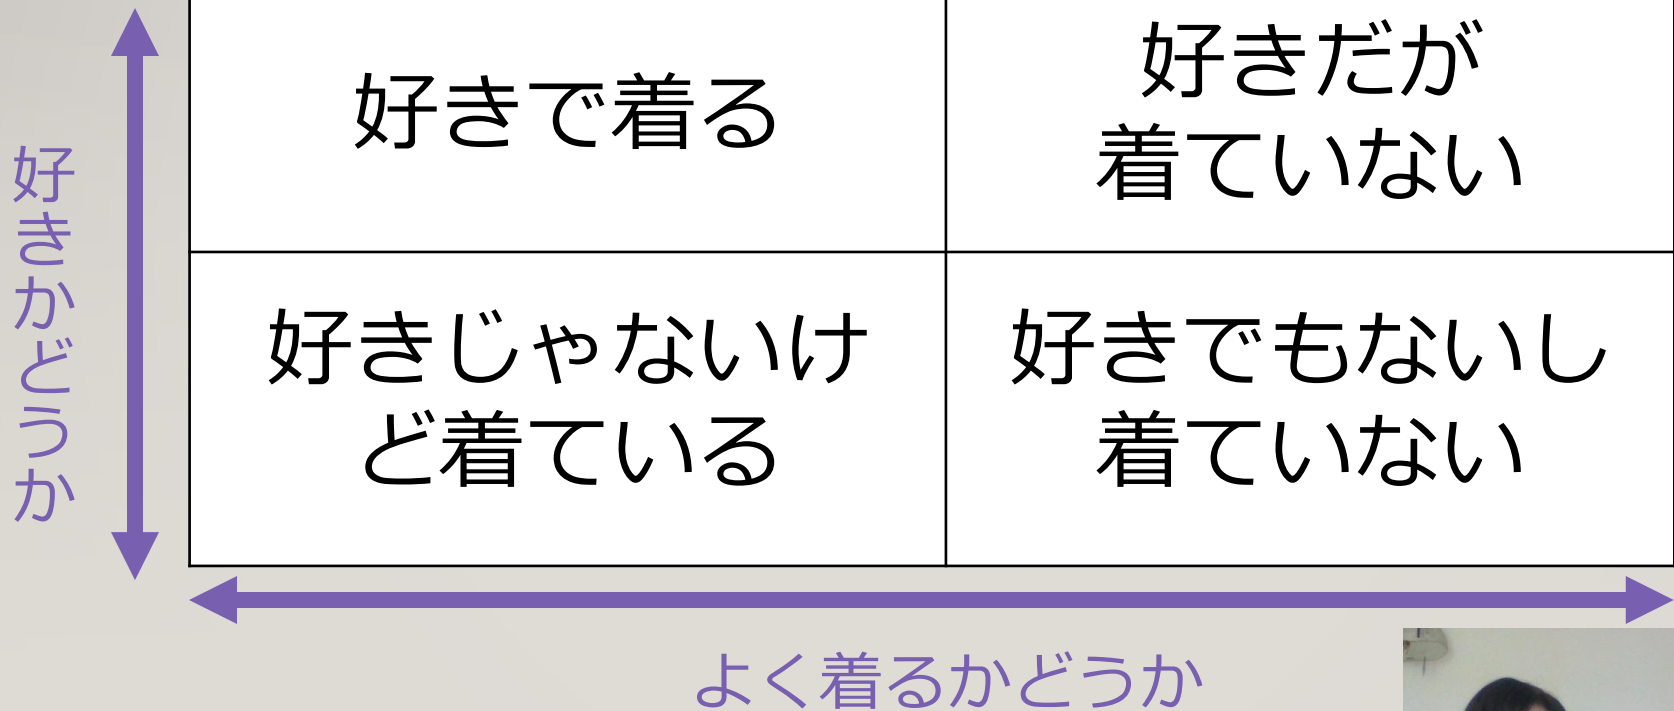 好きかどうか
好きで着る
好きだが
着ていない
好きじゃないけ
ど着ている
好きでもないし
着ていない
よく着るかどうか